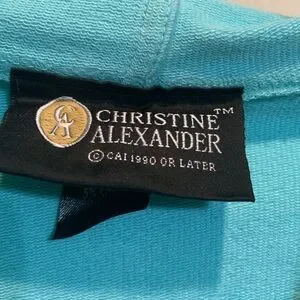 CA
CHRISTINE™
ALEXANDER
© CAI 1990 OR LATER